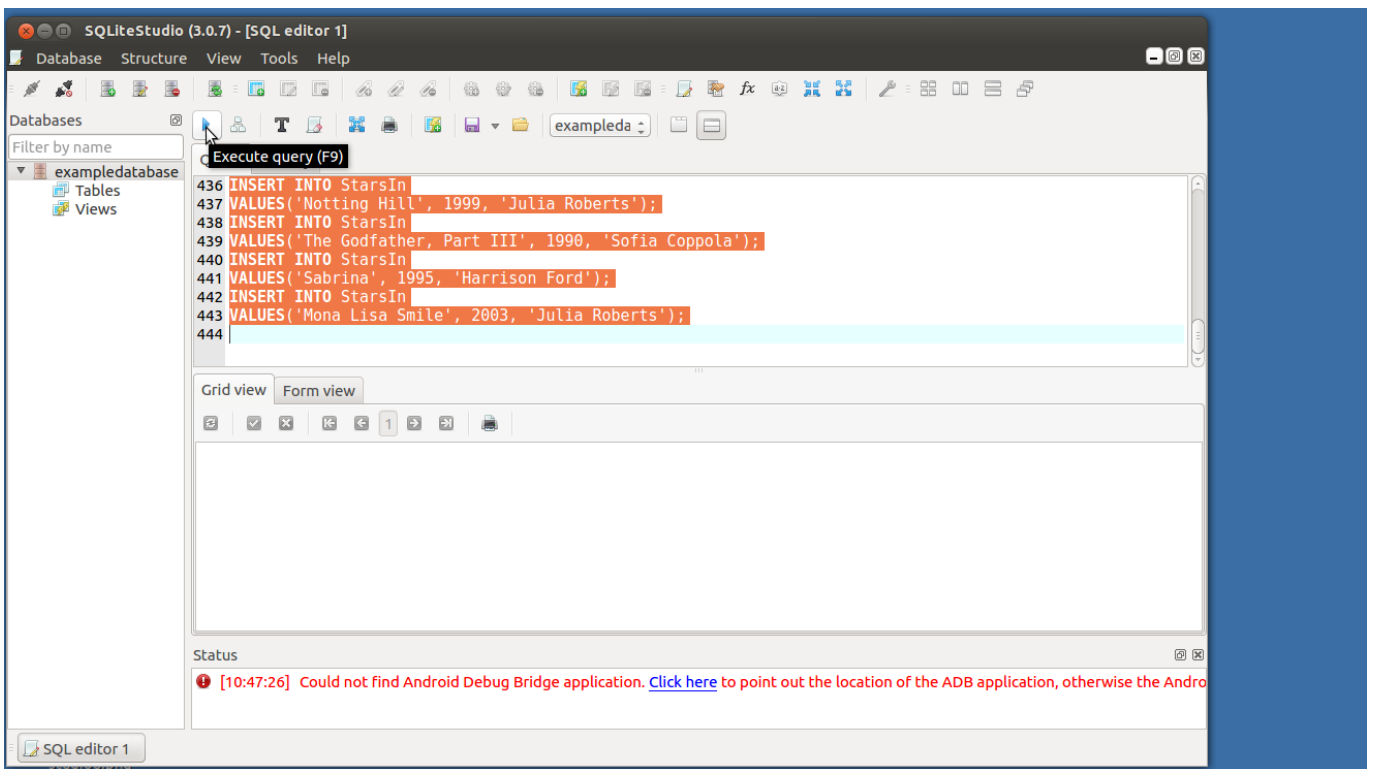 SQLiteStudio (3.0.7) - [SQL editor 1]
Database Structure View Tools Help
Databases
exampleda
Filter by name
Execute query (F9)
exampledatabase
Tables
Views
436 INSERT INTO StarsIn
437 VALUES('Notting Hill', 1999, 'Julia Roberts');
438 INSERT INTO StarsIn
439 VALUES('The Godfather, Part III', 1990, 'Sofia Coppola');
440 INSERT INTO StarsIn
441 VALUES('Sabrina', 1995, 'Harrison Ford');
442 INSERT INTO StarsIn
443 VALUES('Mona Lisa Smile', 2003, 'Julia Roberts');
444
Grid view Form view
1
Status
[10:47:26] Could not find Android Debug Bridge application. Click here to point out the location of the ADB application, otherwise the Andro
SQL editor 1